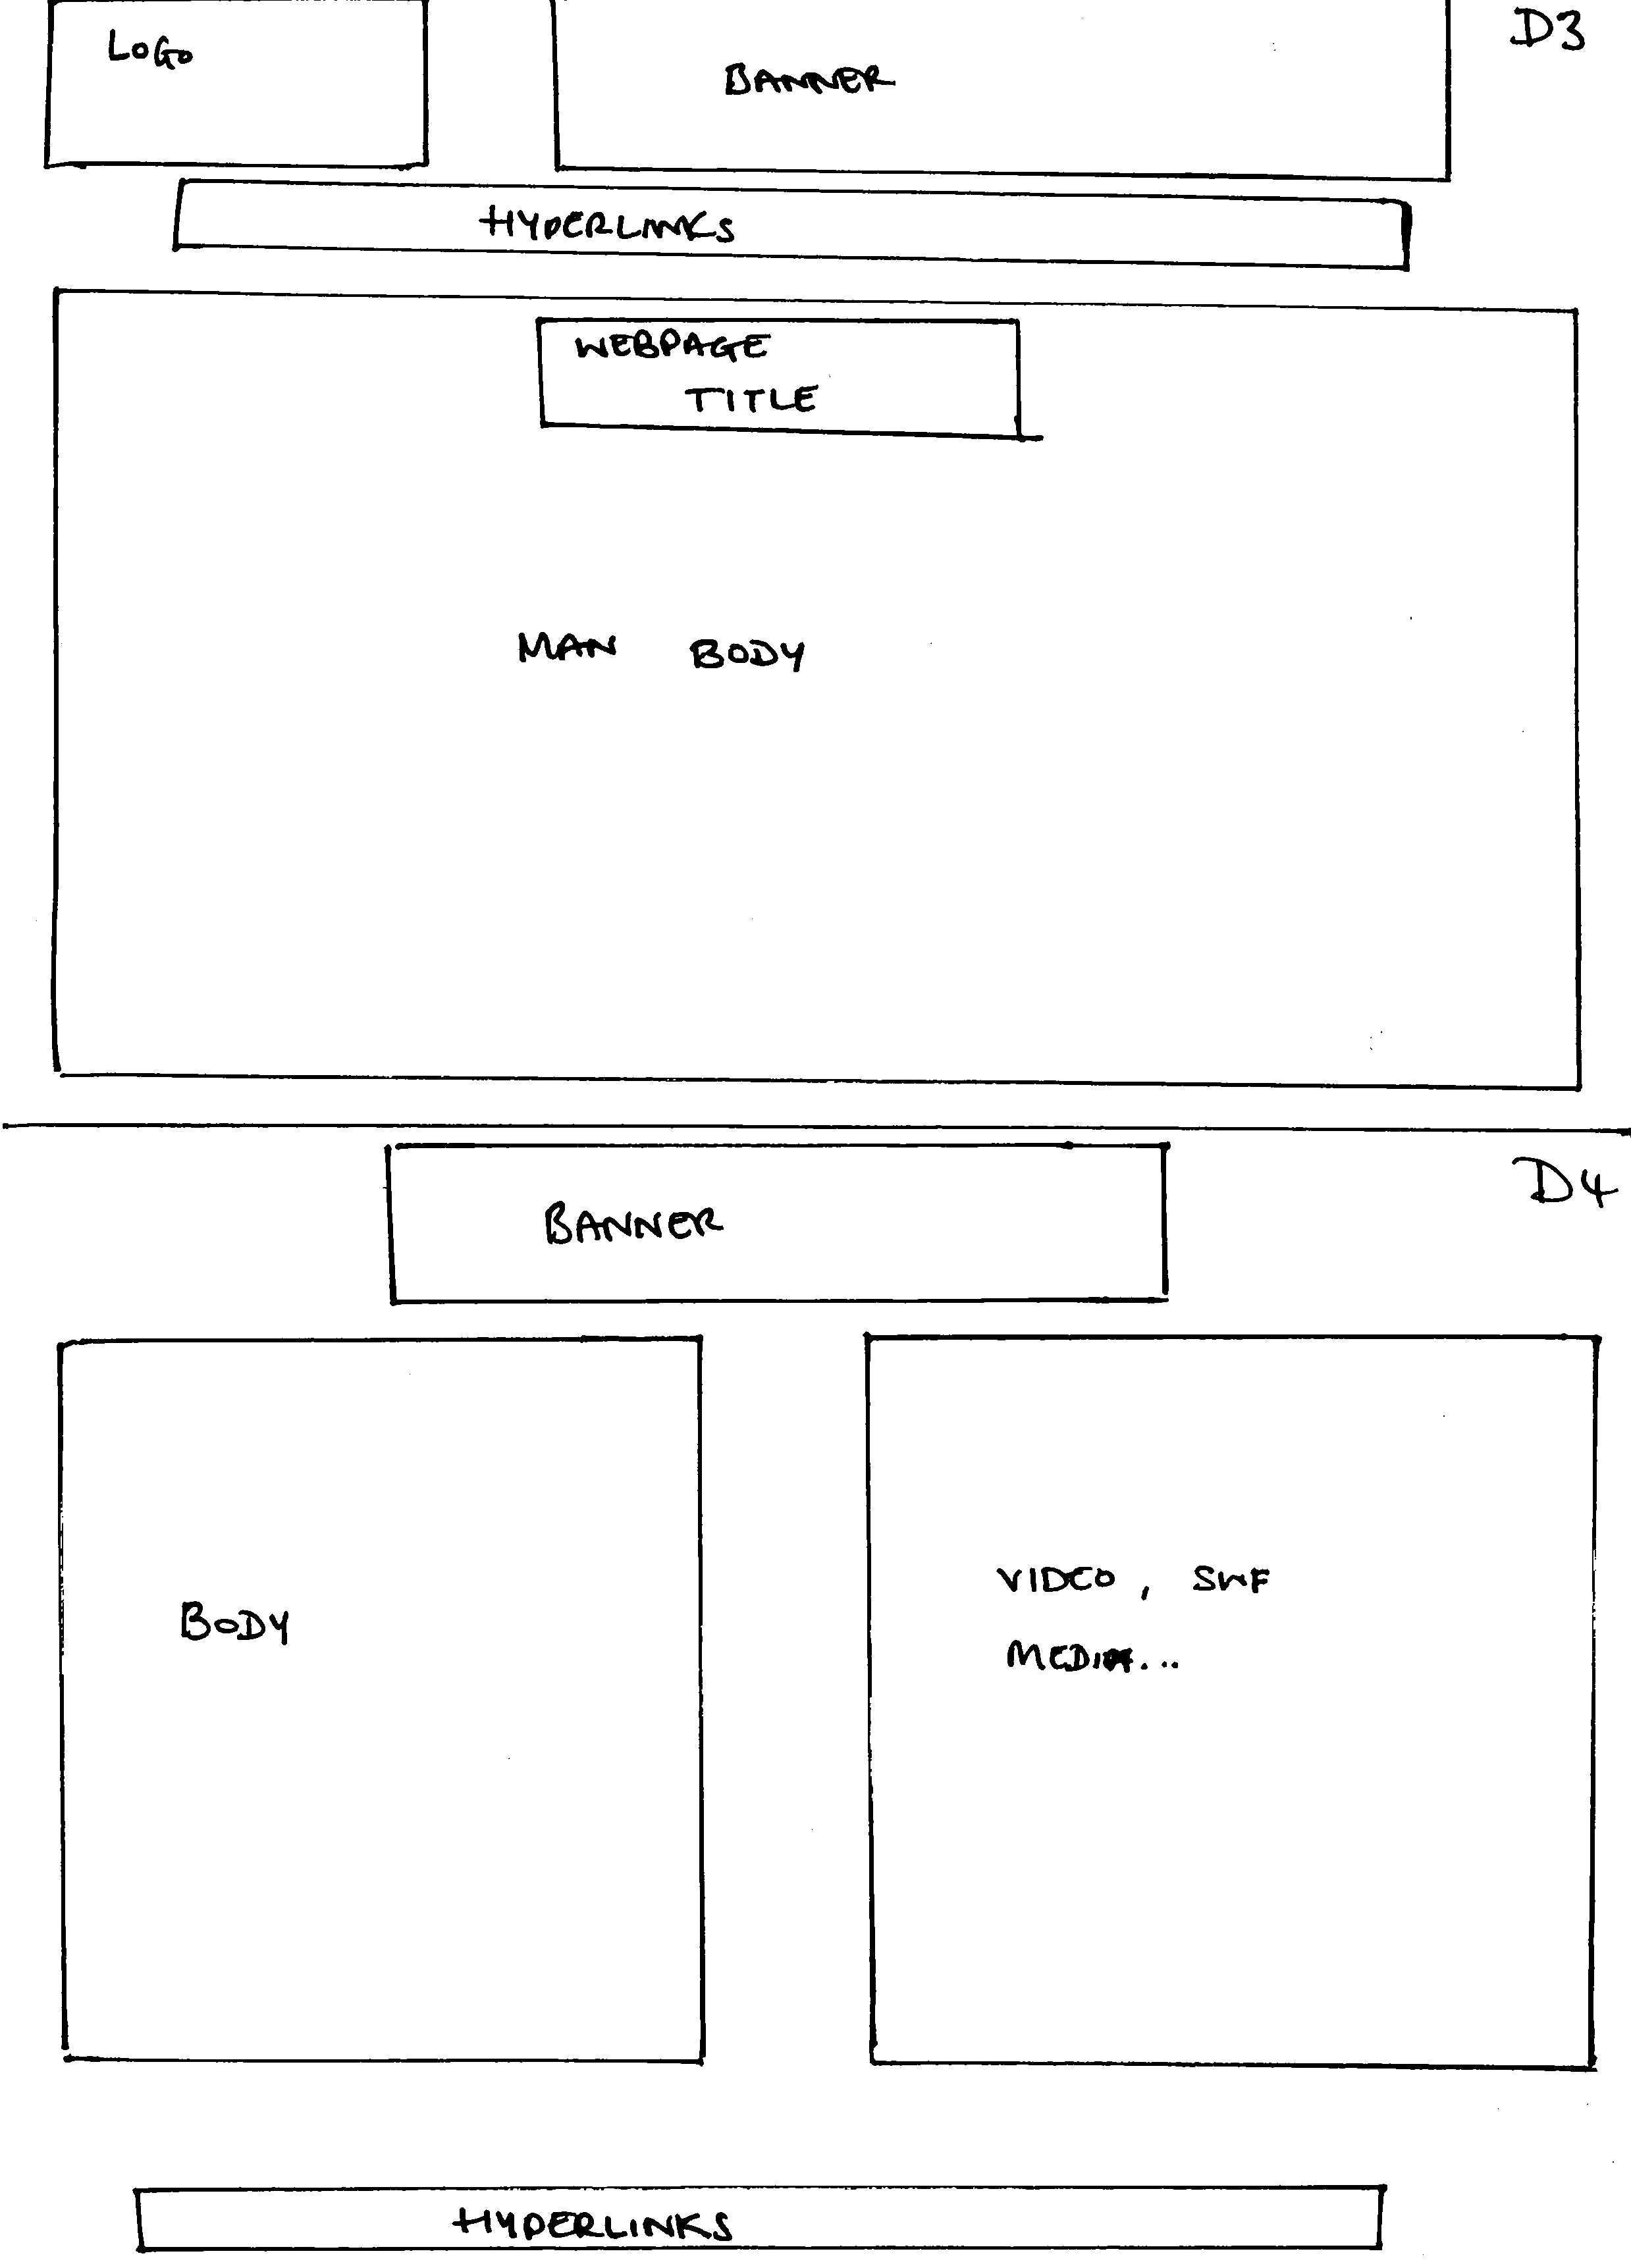 LOGO
BANNER
D3
HYPERLINKS
WEBPAGE
TITLE
MAN BODY
BANNER
D4
BODY
VIDEO, SWF
MEDIA...
HYPERLINKS